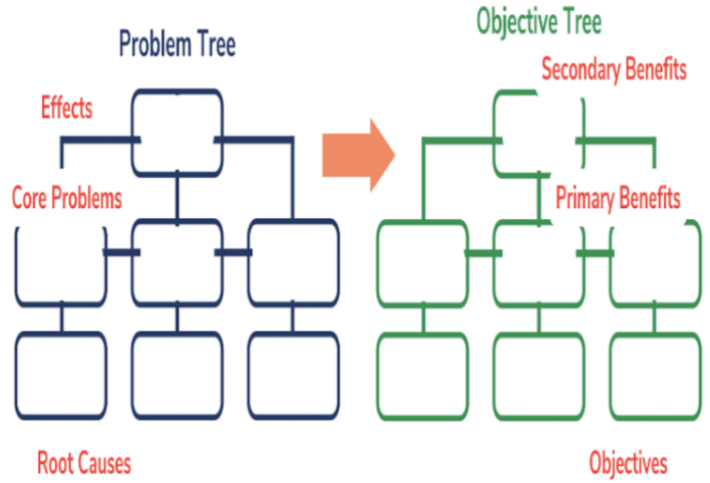 Problem Tree
Objective Tree
Effects
Secondary Benefits
Core Problems
Primary Benefits
Root Causes
Objectives